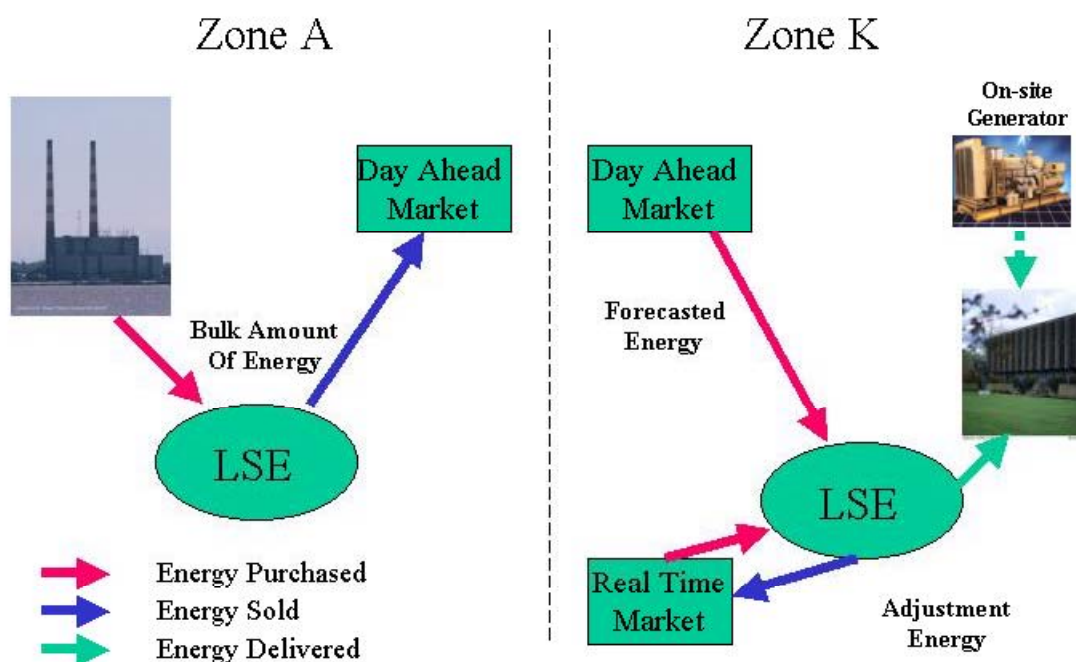 Zone A
Zone K
On-site
Generator
Day Ahead
Market
Day Ahead
Market
Bulk Amount
Of Energy
Forecasted
Energy
LSE
LSE
Real Time
Market
Adjustment
Energy
Energy Purchased
Energy Sold
Energy Delivered